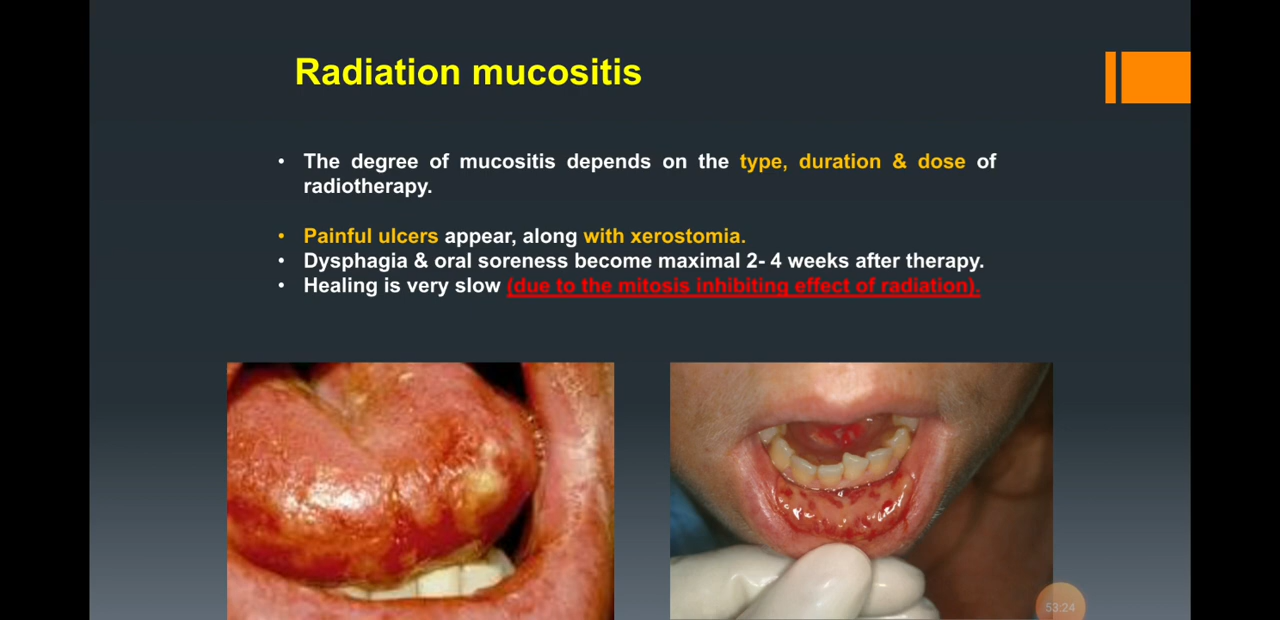 Radiation mucositis
• The degree of mucositis depends on the type, duration & dose of
radiotherapy.
• Painful ulcers appear, along with xerostomia.
• Dysphagia & oral soreness become maximal 2- 4 weeks after therapy.
• Healing is very slow (due to the mitosis inhibiting effect of radiation).
53:24